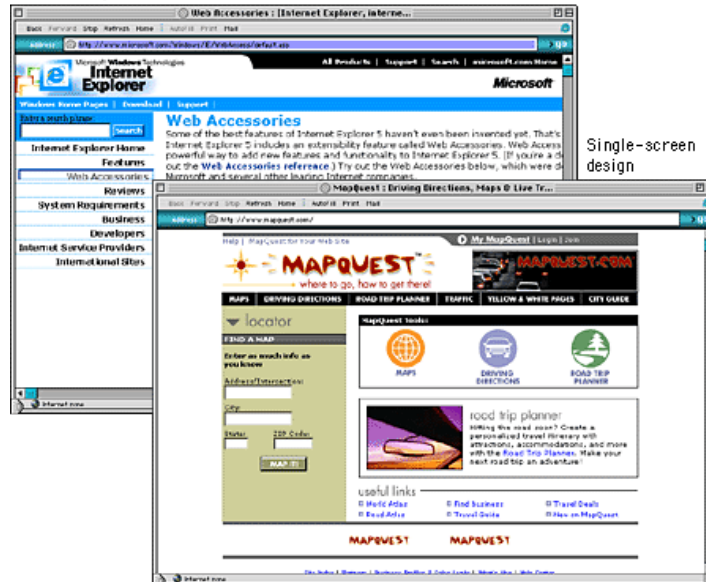 Web Accessories : (Internet Explorer, interne...
Back Forward Stop Refresh Home AutoFill Print Mail
Address http://www.microsoft.com/Windows/IE/WebAccess/default.asp go
Microsoft Windows Technologies
Internet
Explorer
All Products | Support | Search | microsoft.com Home
Microsoft
Windows Home Pages | Download | Support |
Search
Internet Explorer Home
Features
Web Accessories
Reviews
System Requirements
Business
Developers
Internet Service Providers
International Sites
Web Accessories
Some of the best features of Internet Explorer 5 haven't even been invented yet. That's
Internet Explorer 5 includes an extensibility feature called Web Accessories. Web Access
powerful way to add new features and functionality to Internet Explorer 5. (If you're a d
out the Web Accessories reference.) Try out the Web Accessories below, which were d
Microsoft and several other leading Internet companies.
Internet zone
Single-screen
design
MapQuest : Driving Directions, Maps & Live Tr...
Back Forward Stop Refresh Home AutoFill Print Mail
Address http://www.mapquest.com/ go
Help | MapQuest for Your Web Site
My MapQuest | Login | Join
MAPQUEST™
where to go, how to get there!
MAPQUEST.COM
MAPS DRIVING DIRECTIONS ROAD TRIP PLANNER TRAFFIC YELLOW & WHITE PAGES CITY GUIDE
locator
FIND A MAP
Enter as much info as
you know
Address/Intersection:
City:
State: ZIP Code:
MAP IT!
MapQuest Tools:
MAPS
DRIVING
DIRECTIONS
ROAD TRIP
PLANNER
road trip planner
Hitting the road soon? Create a
personalized travel itinerary with
attractions, accommodations, and more
with the Road Trip Planner. Make your
next road trip an adventure!
useful links
World Atlas Find Business Travel Deals
Road Atlas Travel Guide New on MapQuest
MAPQUEST MAPQUEST
Internet zone